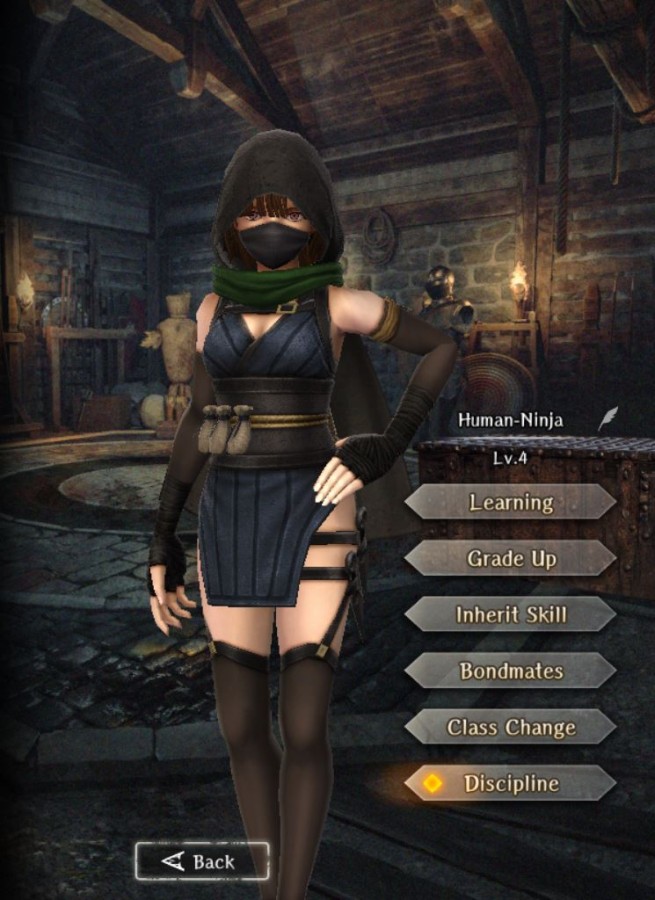 Human-Ninja
Lv.4
Learning
Grade Up
Inherit Skill
Bondmates
Class Change
Discipline
Back